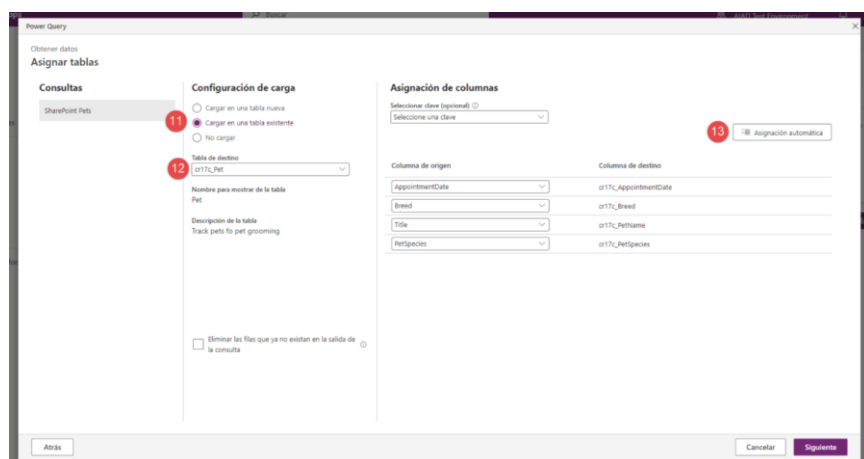 Buscar
AIAD Test Environment
Power Query
Obtener datos
Asignar tablas
Consultas
SharePoint Pets
Configuración de carga
Cargar en una tabla nueva
11
Cargar en una tabla existente
No cargar
Tabla de destino
12
cr17c_Pet
Nombre para mostrar de la tabla
Pet
Descripción de la tabla
Track pets fo pet grooming
Eliminar las filas que ya no existan en la salida de
la consulta
Asignación de columnas
Seleccionar clave (opcional)
Seleccione una clave
13
Asignación automática
Columna de origen Columna de destino
AppointmentDate cr17c_AppointmentDate
Breed cr17c_Breed
Title cr17c_PetName
PetSpecies cr17c_PetSpecies
Atrás
Cancelar
Siguiente